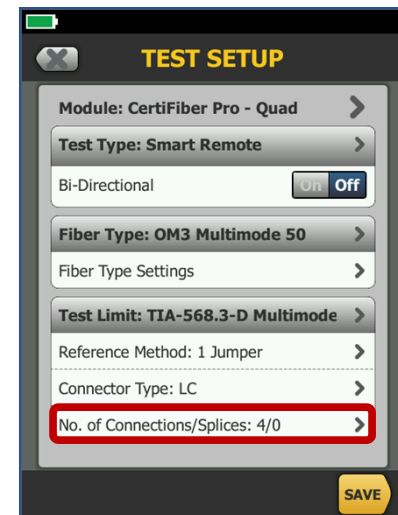 TEST SETUP
Module: CertiFiber Pro - Quad
Test Type: Smart Remote
Bi-Directional On Off
Fiber Type: OM3 Multimode 50
Fiber Type Settings
Test Limit: TIA-568.3-D Multimode
Reference Method: 1 Jumper
Connector Type: LC
No. of Connections/Splices: 4/0
SAVE